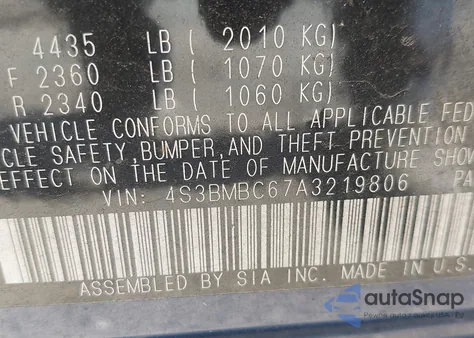 4435 LB ( 2010 KG)
F 2360 LB ( 1070 KG)
R 2340 LB ( 1060 KG)
VEHICLE CONFORMS TO ALL APPLICABLE FED
CLE SAFETY,BUMPER,AND THEFT PREVENTION
EFFECT ON THE DATE OF MANUFACTURE SHOW
VIN: 4S3BMBC67A3219806 PA
ASSEMBLED BY SIA INC. MADE IN U.S.
autoSnap